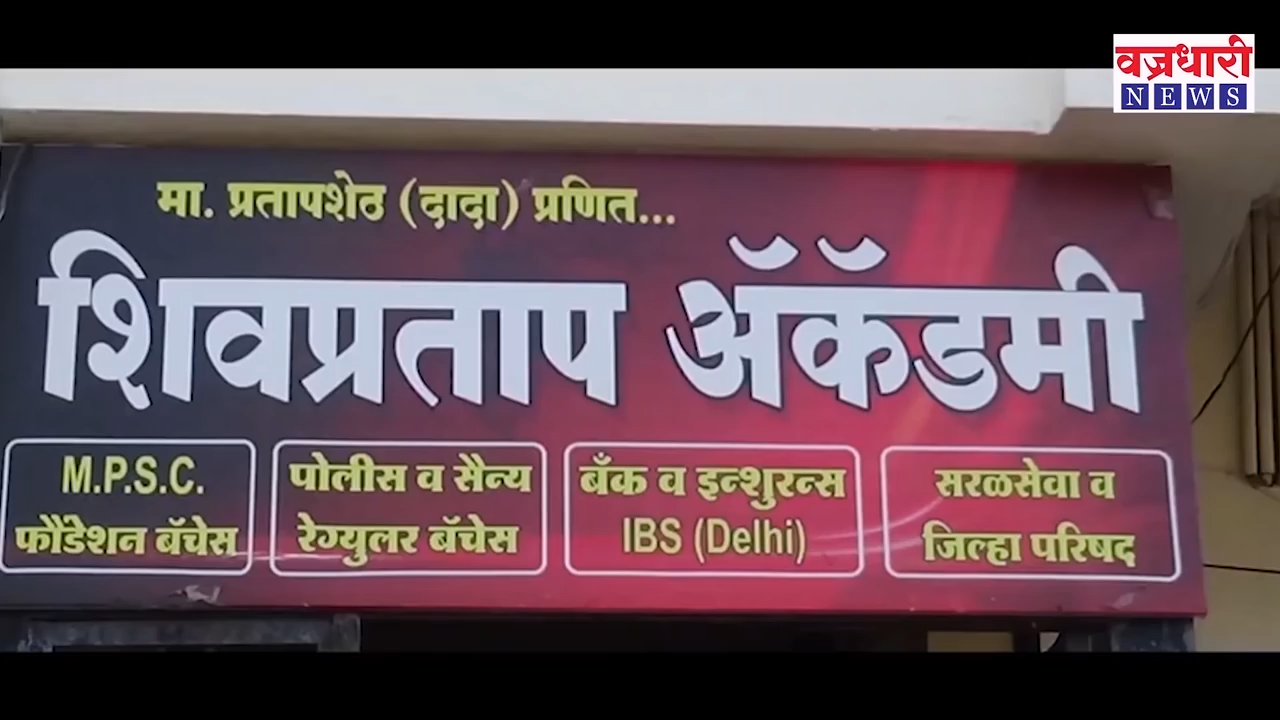 वज्रधारी
NEWS
मा. प्रतापशेठ (दादा) प्रणित...
शिवप्रताप ॲकॅडमी
M.P.S.C.
फौंडेशन बॅचेस
पोलीस व सैन्य
रेग्युलर बॅचेस
बँक व इन्शुरन्स
IBS (Delhi)
सरळसेवा व
जिल्हा परिषद